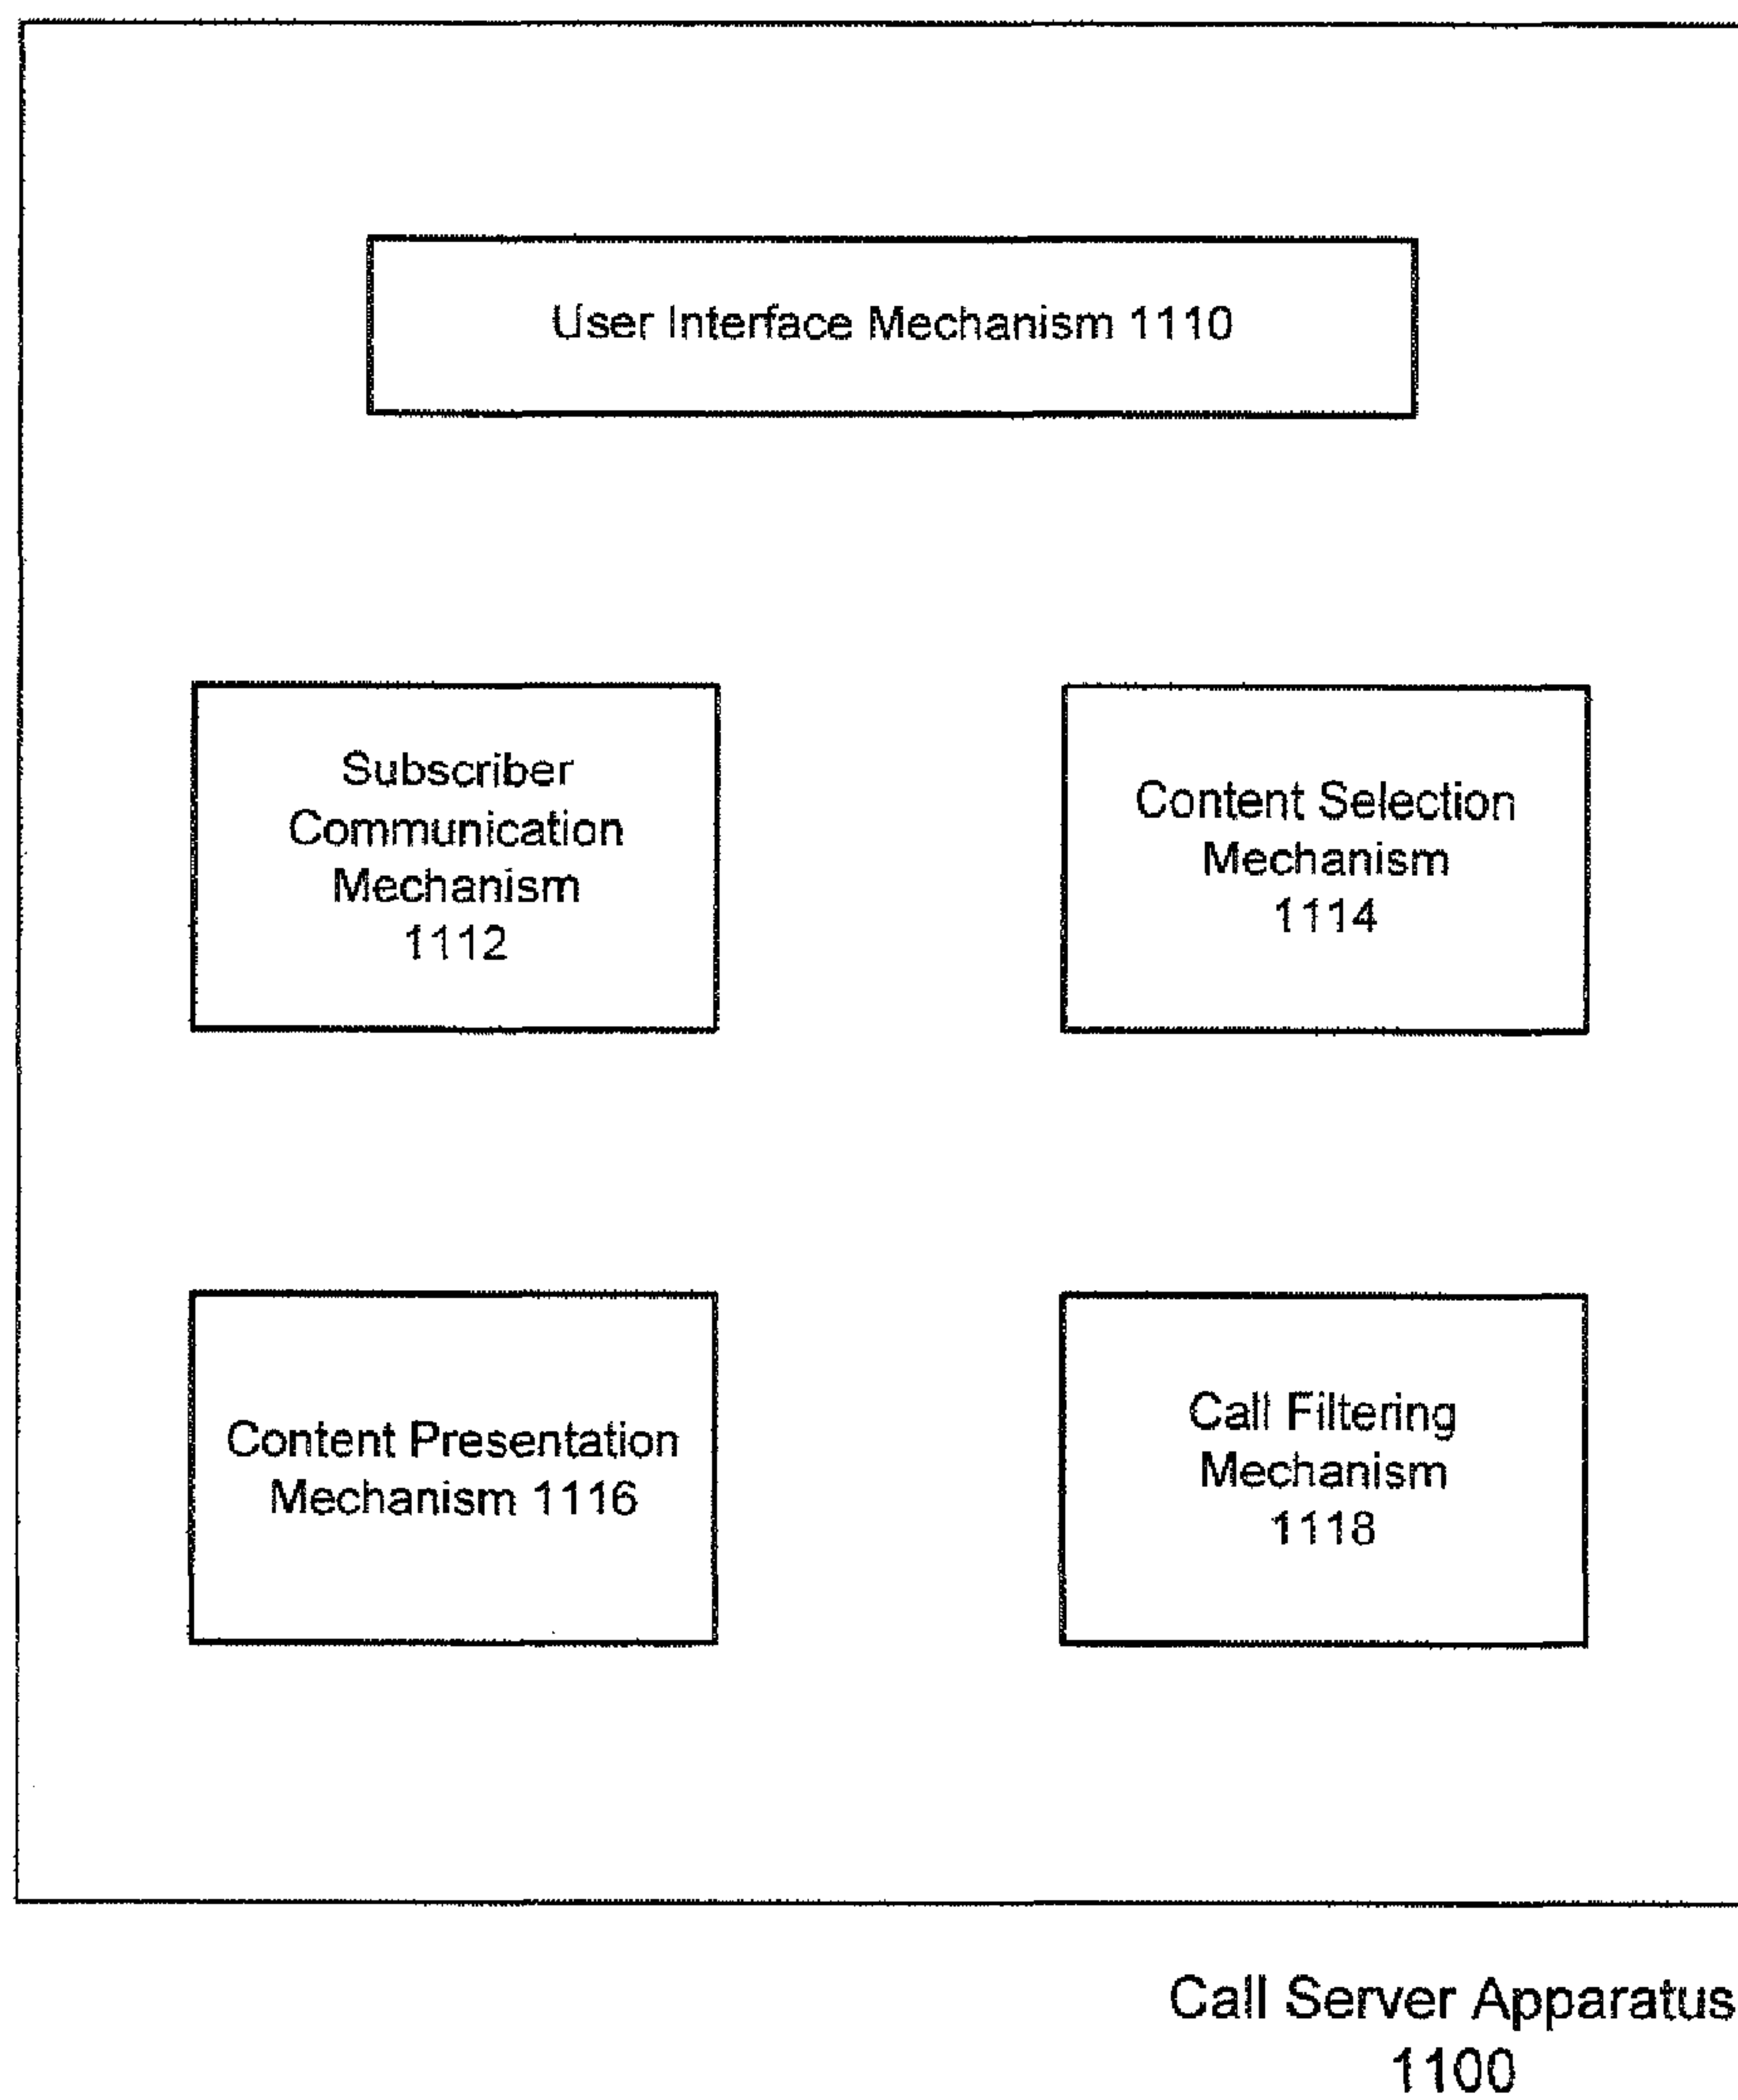 User Interface Mechanism 1110
Subscriber
Communication
Mechanism
1112
Content Selection
Mechanism
1114
Content Presentation
Mechanism 1116
Call Filtering
Mechanism
1118
Call Server Apparatus
1100